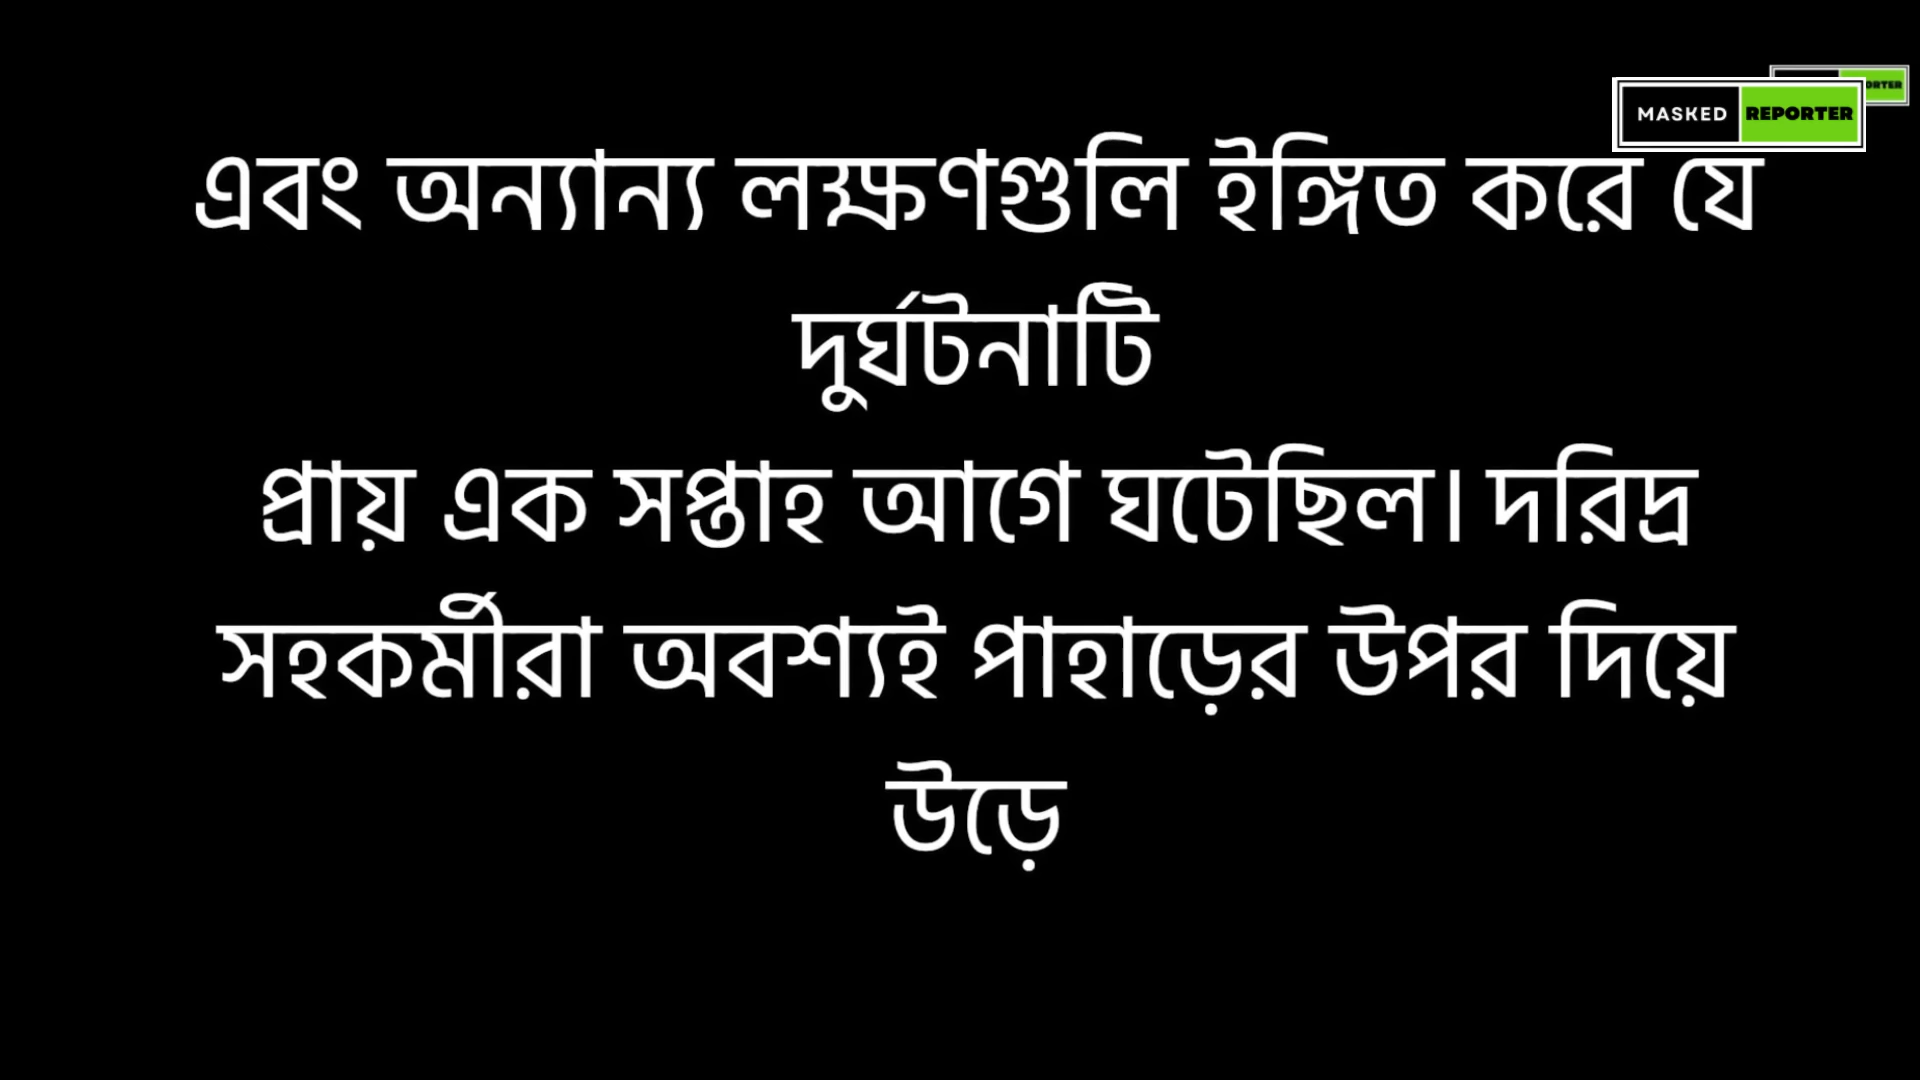 MASKED REPORTER
ORTER
এবং অন্যান্য লক্ষণগুলি ইঙ্গিত করে যে
দুর্ঘটনাটি
প্রায় এক সপ্তাহ আগে ঘটেছিল। দরিদ্র
সহকর্মীরা অবশ্যই পাহাড়ের উপর দিয়ে
উড়ে